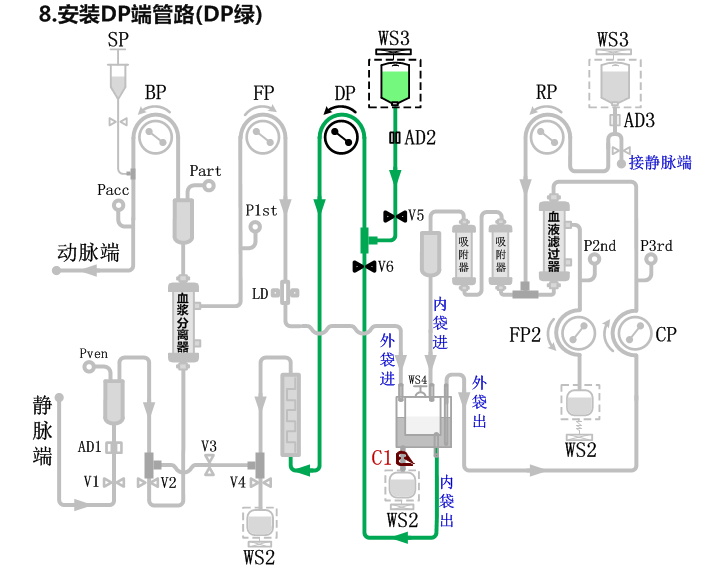 8.安装DP端管路(DP绿)
SP
WS3
WS3
BP
FP
DP
RP
AD2
AD3
接静脉端
Part
Pacc
P1st
V5
血液滤过器
吸附器
吸附器
P2nd
P3rd
动脉端
V6
血浆分离器
LD
内袋进
外袋进
FP2
CP
Pven
WS4
外袋出
静脉端
AD1
V3
C1
WS2
V1
V2
V4
内袋出
WS2
WS2